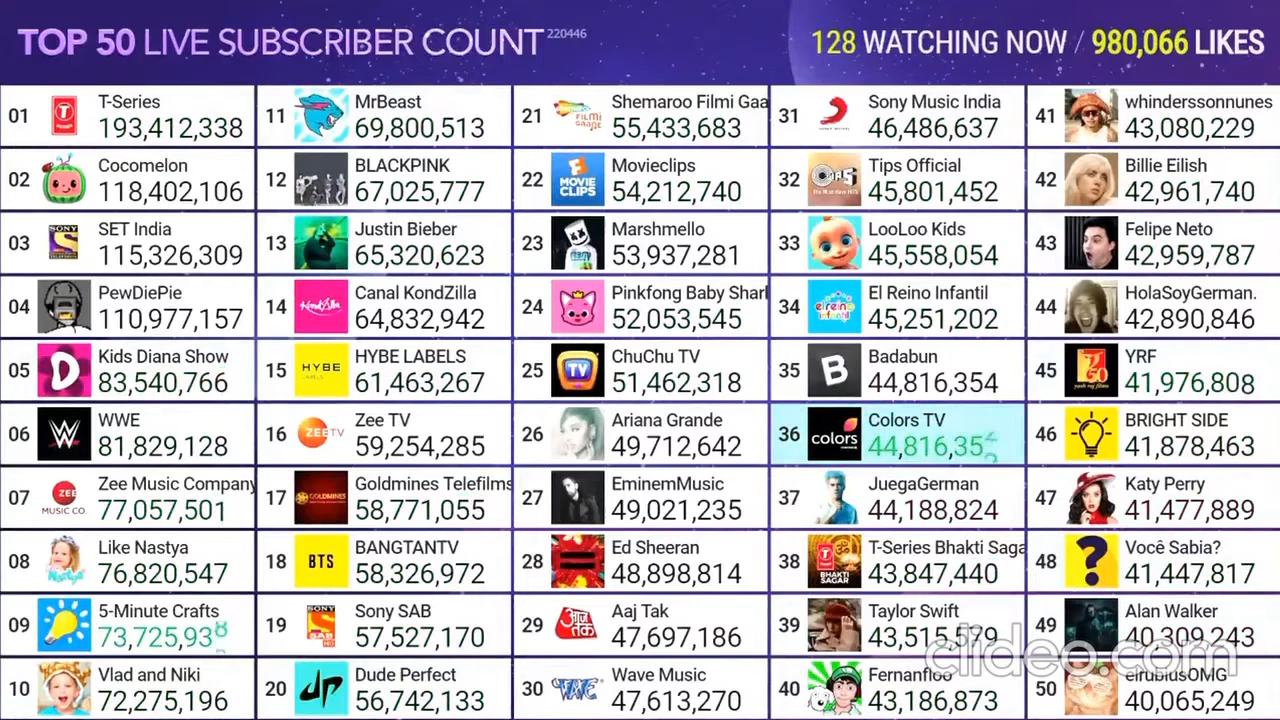 TOP 50 LIVE SUBSCRIBER COUNT 220446
128 WATCHING NOW / 980,066 LIKES
01 T-Series
193,412,338
02 Cocomelon
118,402,106
03 SET India
115,326,309
04 PewDiePie
110,977,157
05 Kids Diana Show
83,540,766
06 WWE
81,829,128
07 Zee Music Company
77,057,501
08 Like Nastya
76,820,547
09 5-Minute Crafts
73,725,938
10 Vlad and Niki
72,275,196
11 MrBeast
69,800,513
12 BLACKPINK
67,025,777
13 Justin Bieber
65,320,623
14 Canal KondZilla
64,832,942
15 HYBE LABELS
61,463,267
16 Zee TV
59,254,285
17 Goldmines Telefilms
58,771,055
18 BANGTANTV
58,326,972
19 Sony SAB
57,527,170
20 Dude Perfect
56,742,133
21 Shemaroo Filmi Gaa
55,433,683
22 Movieclips
54,212,740
23 Marshmello
53,937,281
24 Pinkfong Baby Shark
52,053,545
25 ChuChu TV
51,462,318
26 Ariana Grande
49,712,642
27 EminemMusic
49,021,235
28 Ed Sheeran
48,898,814
29 Aaj Tak
47,697,186
30 Wave Music
47,613,270
31 Sony Music India
46,486,637
32 Tips Official
45,801,452
33 LooLoo Kids
45,558,054
34 El Reino Infantil
45,251,202
35 Badabun
44,816,354
36 Colors TV
44,816,35
37 JuegaGerman
44,188,824
38 T-Series Bhakti Saga
43,847,440
39 Taylor Swift
43,515,579
40 Fernanfloo
43,186,873
41 whinderssonnunes
43,080,229
42 Billie Eilish
42,961,740
43 Felipe Neto
42,959,787
44 HolaSoyGerman.
42,890,846
45 YRF
41,976,808
46 BRIGHT SIDE
41,878,463
47 Katy Perry
41,477,889
48 Você Sabia?
41,447,817
49 Alan Walker
40,309,243
50 elrubiusOMG
40,065,249
clideo.com